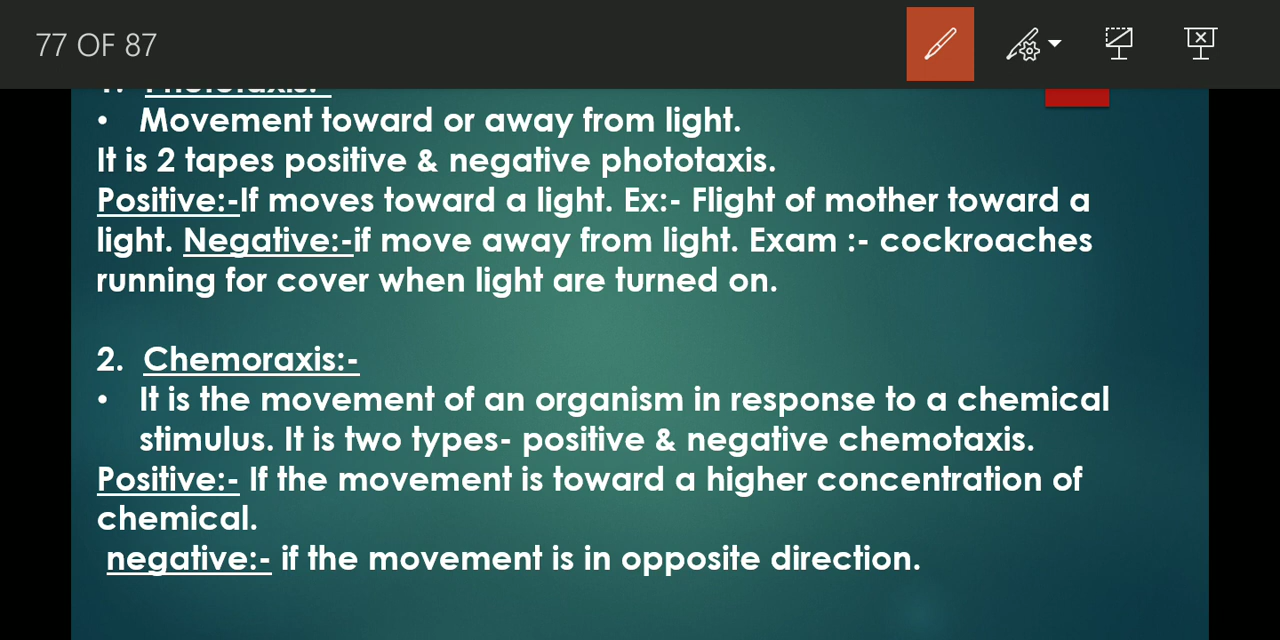 77 OF 87
1. Phototaxis:-
• Movement toward or away from light.
It is 2 tapes positive & negative phototaxis.
Positive:-If moves toward a light. Ex:- Flight of mother toward a
light. Negative:-if move away from light. Exam :- cockroaches
running for cover when light are turned on.
2. Chemoraxis:-
• It is the movement of an organism in response to a chemical
stimulus. It is two types- positive & negative chemotaxis.
Positive:- If the movement is toward a higher concentration of
chemical.
negative:- if the movement is in opposite direction.